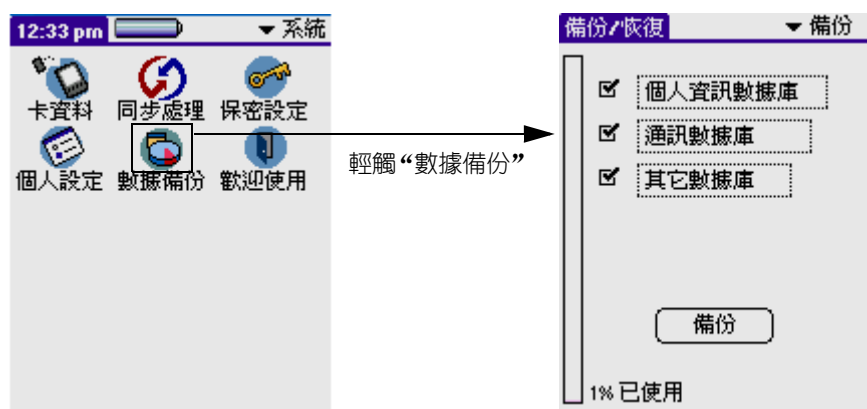 12:33 pm
系統
卡資料
同步處理
保密設定
個人設定
數據備份
歡迎使用
輕觸“數據備份”
備份/恢復
備份
個人資訊數據庫
通訊數據庫
其它數據庫
備份
1% 已使用